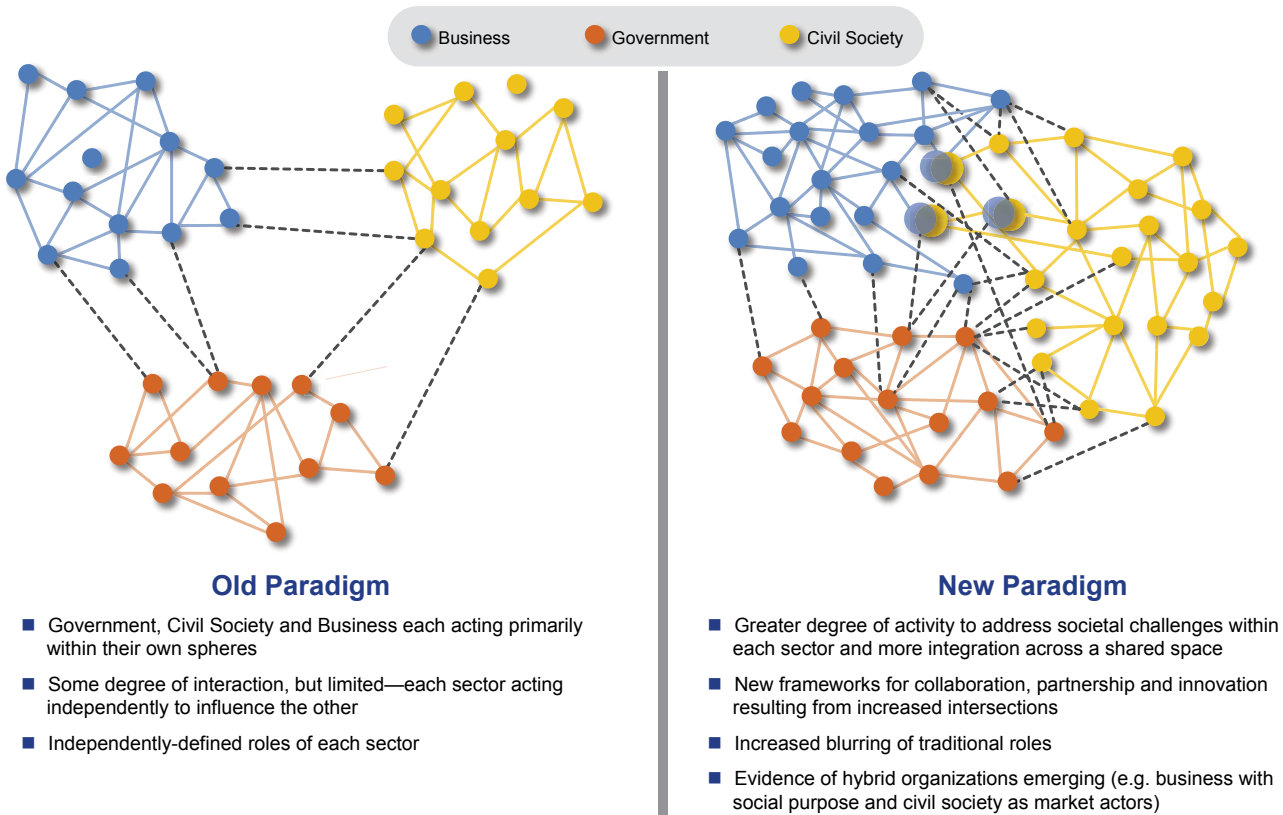 Business
Government
Civil Society
Old Paradigm
■ Government, Civil Society and Business each acting primarily
within their own spheres
■ Some degree of interaction, but limited—each sector acting
independently to influence the other
■ Independently-defined roles of each sector
New Paradigm
■ Greater degree of activity to address societal challenges within
each sector and more integration across a shared space
■ New frameworks for collaboration, partnership and innovation
resulting from increased intersections
■ Increased blurring of traditional roles
■ Evidence of hybrid organizations emerging (e.g. business with
social purpose and civil society as market actors)